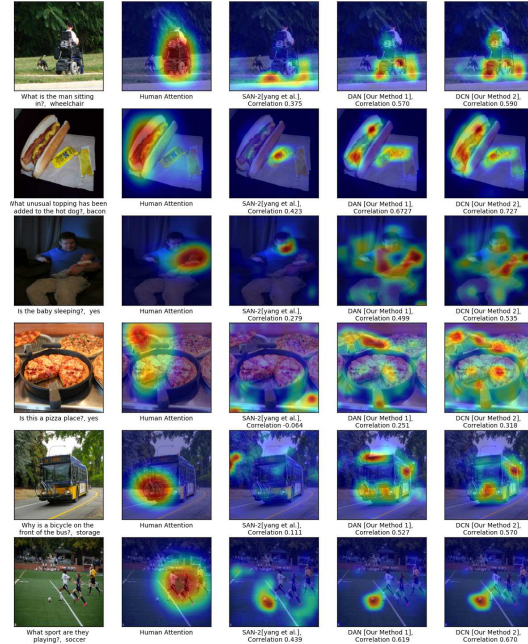 What is the man sitting
in?, wheelchair
Human Attention
SAN-2[yang et al.],
Correlation 0.375
DAN [Our Method 1],
Correlation 0.570
DCN [Our Method 2],
Correlation 0.590
What unusual topping has been
added to the hot dog?, bacon
Human Attention
SAN-2[yang et al.],
Correlation 0.423
DAN [Our Method 1],
Correlation 0.6727
DCN [Our Method 2],
Correlation 0.727
Is the baby sleeping?, yes
Human Attention
SAN-2[yang et al.],
Correlation 0.279
DAN [Our Method 1],
Correlation 0.499
DCN [Our Method 2],
Correlation 0.535
Is this a pizza place?, yes
Human Attention
SAN-2[yang et al.],
Correlation -0.064
DAN [Our Method 1],
Correlation 0.251
DCN [Our Method 2],
Correlation 0.318
Why is a bicycle on the
front of the bus?, storage
Human Attention
SAN-2[yang et al.],
Correlation 0.111
DAN [Our Method 1],
Correlation 0.527
DCN [Our Method 2],
Correlation 0.570
What sport are they
playing?, soccer
Human Attention
SAN-2[yang et al.],
Correlation 0.439
DAN [Our Method 1],
Correlation 0.619
DCN [Our Method 2],
Correlation 0.670